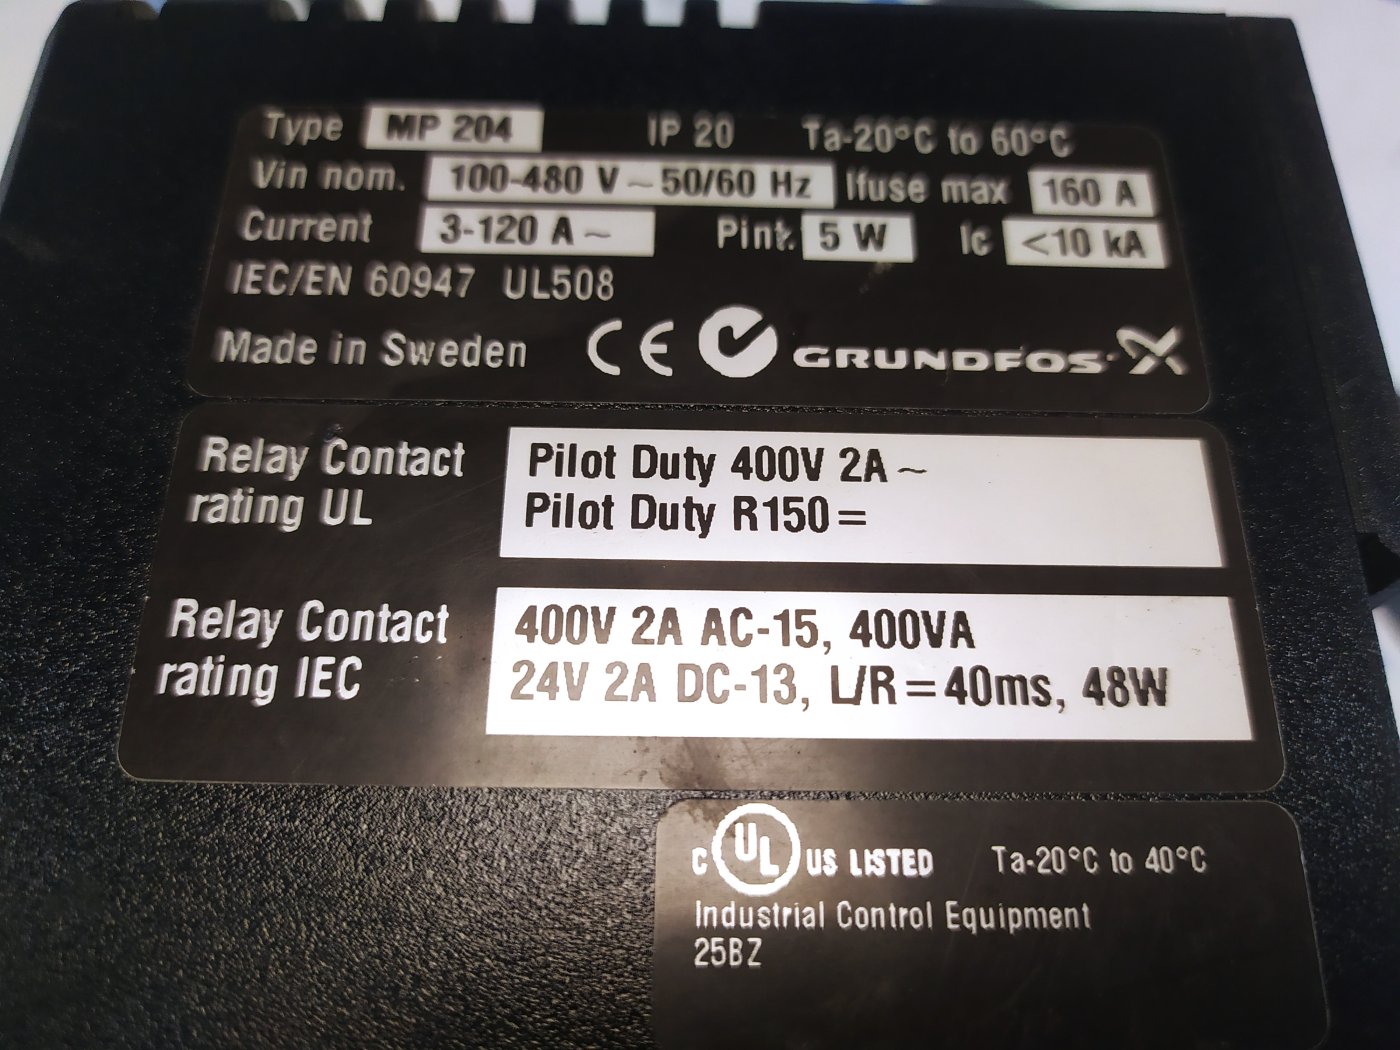 Type MP 204 IP 20 Ta-20°C to 60°C
Vin nom. 100-480 V ~ 50/60 Hz Ifuse max 160 A
Current 3-120 A ~ Pint. 5 W Ic <10 kA
IEC/EN 60947 UL508
Made in Sweden CE GRUNDFOS
Relay Contact rating UL
Pilot Duty 400V 2A ~
Pilot Duty R150 =
Relay Contact rating IEC
400V 2A AC-15, 400VA
24V 2A DC-13, L/R = 40ms, 48W
C UL US LISTED Ta-20°C to 40°C
Industrial Control Equipment
25BZ